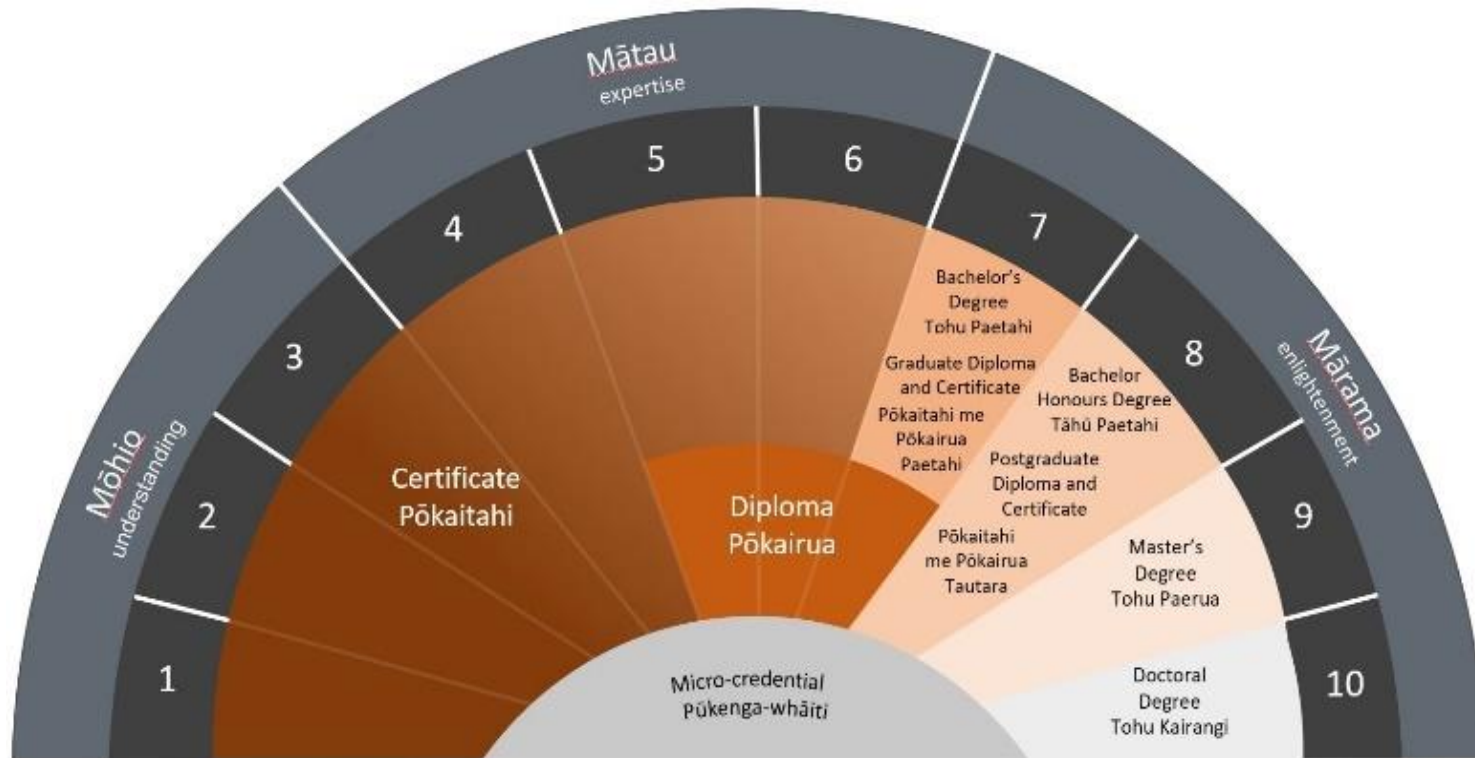 Mōhio
understanding
Mātau
expertise
Mārama
enlightenment
1
2
3
4
5
6
7
8
9
10
Certificate
Pōkaitahi
Diploma
Pōkairua
Bachelor's
Degree
Tohu Paetahi
Graduate Diploma
and Certificate
Pōkaitahi me
Pōkairua
Paetahi
Bachelor
Honours Degree
Tāhū Paetahi
Postgraduate
Diploma and
Certificate
Pōkaitahi
me Pōkairua
Tautara
Master's
Degree
Tohu Paerua
Doctoral
Degree
Tohu Kairangi
Micro-credential
Pūkenga-whāiti